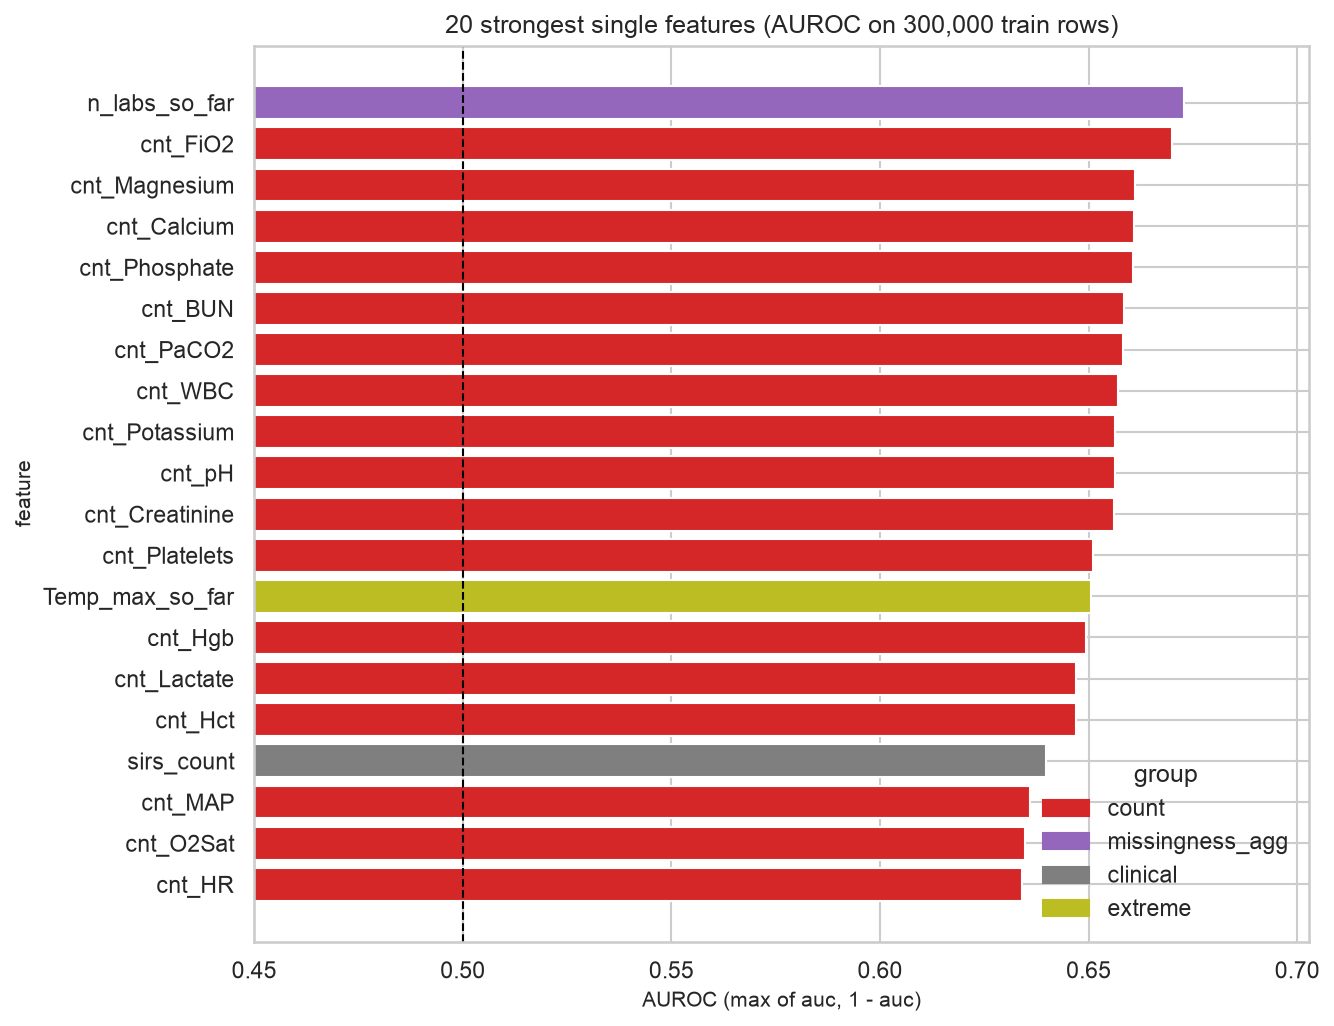 20 strongest single features (AUROC on 300,000 train rows)
feature
n_labs_so_far
cnt_FiO2
cnt_Magnesium
cnt_Calcium
cnt_Phosphate
cnt_BUN
cnt_PaCO2
cnt_WBC
cnt_Potassium
cnt_pH
cnt_Creatinine
cnt_Platelets
Temp_max_so_far
cnt_Hgb
cnt_Lactate
cnt_Hct
sirs_count
cnt_MAP
cnt_O2Sat
cnt_HR
group
count
missingness_agg
clinical
extreme
0.45 0.50 0.55 0.60 0.65 0.70
AUROC (max of auc, 1 - auc)